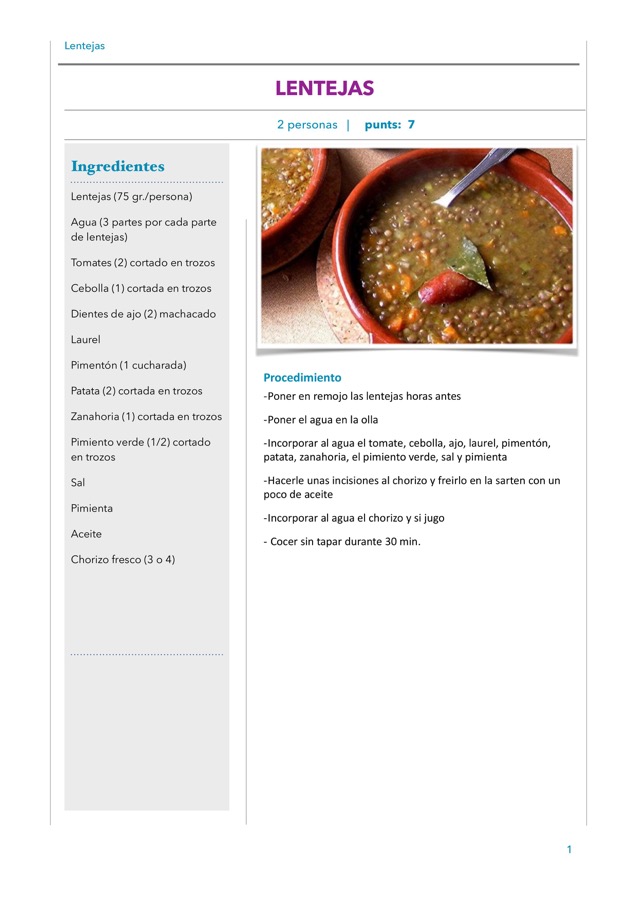 Lentejas
LENTEJAS
2 personas | punts: 7
Ingredientes
Lentejas (75 gr./persona)
Agua (3 partes por cada parte
de lentejas)
Tomates (2) cortado en trozos
Cebolla (1) cortada en trozos
Dientes de ajo (2) machacado
Laurel
Pimentón (1 cucharada)
Patata (2) cortada en trozos
Zanahoria (1) cortada en trozos
Pimiento verde (1/2) cortado
en trozos
Sal
Pimienta
Aceite
Chorizo fresco (3 o 4)
Procedimiento
-Poner en remojo las lentejas horas antes
-Poner el agua en la olla
-Incorporar al agua el tomate, cebolla, ajo, laurel, pimentón,
patata, zanahoria, el pimiento verde, sal y pimienta
-Hacerle unas incisiones al chorizo y freirlo en la sarten con un
poco de aceite
-Incorporar al agua el chorizo y si jugo
- Cocer sin tapar durante 30 min.
1